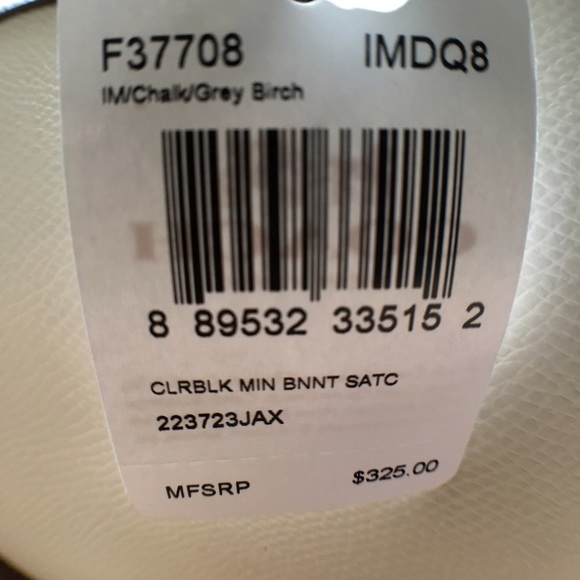 F37708 IMDQ8
IM/Chalk/Grey Birch
8 89532 33515 2
CLRBLK MIN BNNT SATC
223723JAX
MFSRP $325.00